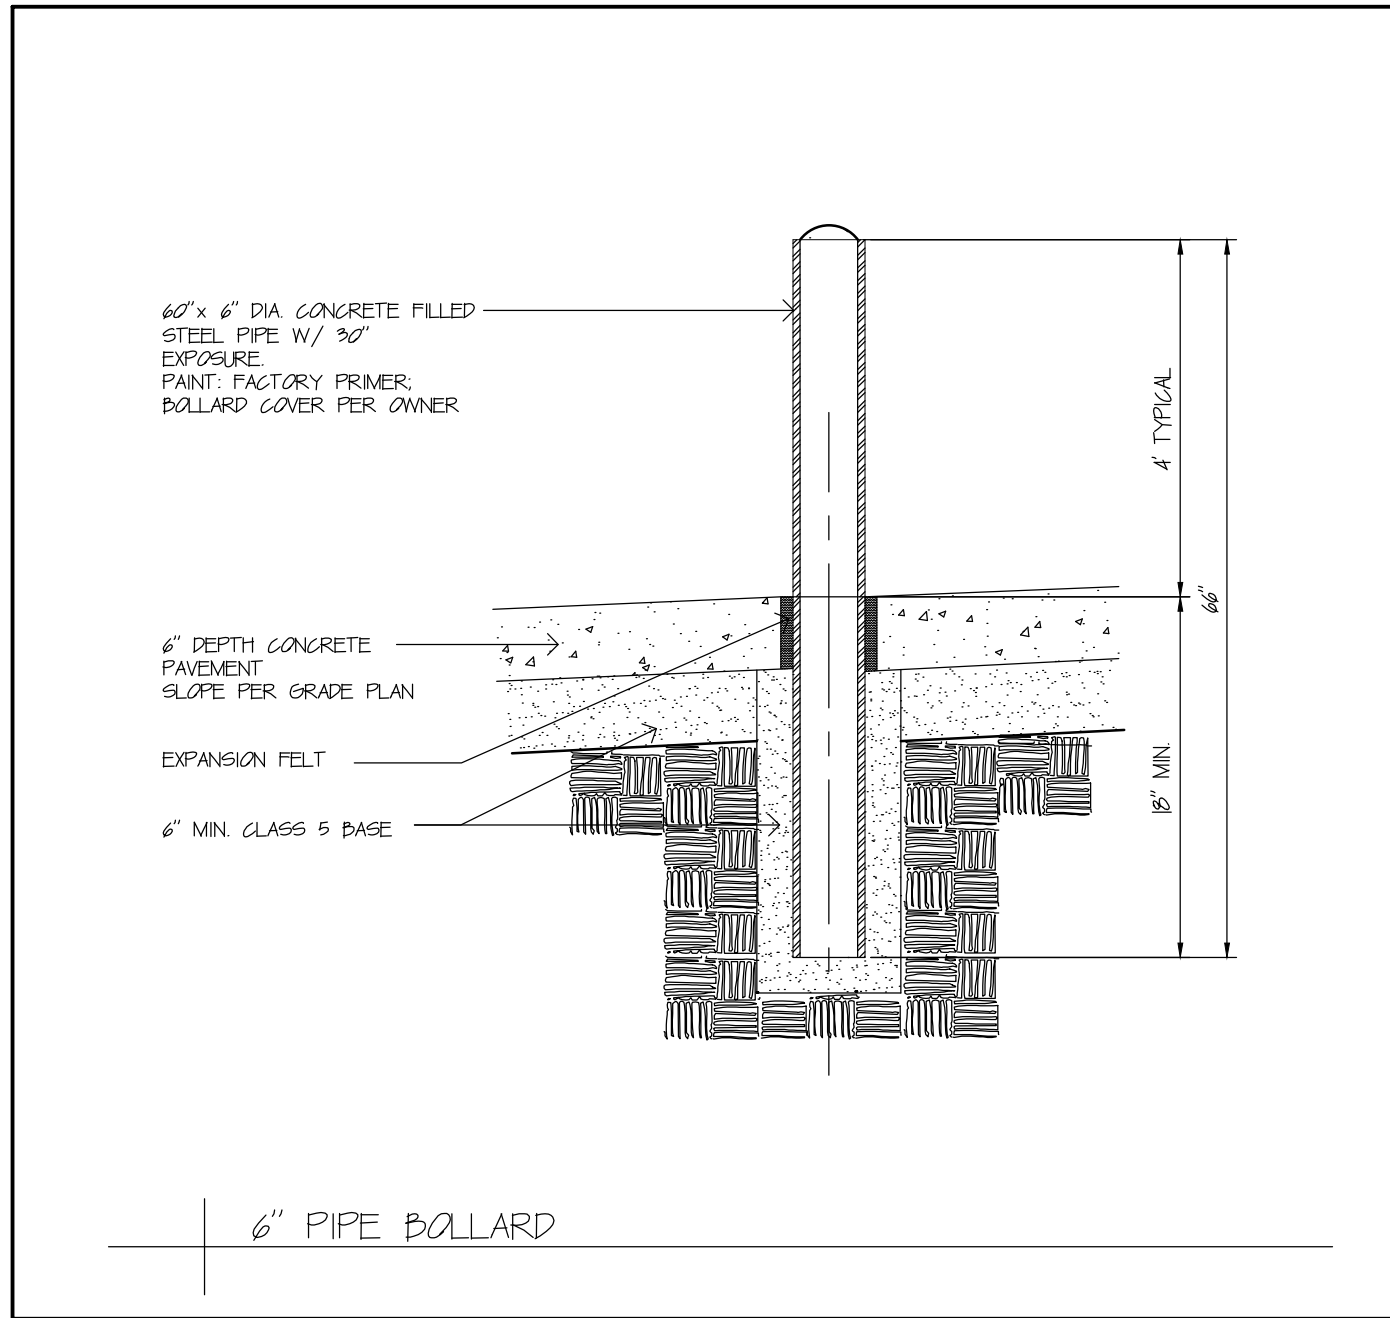 60"x 6" DIA. CONCRETE FILLED
STEEL PIPE W/ 30"
EXPOSURE.
PAINT: FACTORY PRIMER;
BOLLARD COVER PER OWNER
4' TYPICAL
66"
6" DEPTH CONCRETE
PAVEMENT
SLOPE PER GRADE PLAN
EXPANSION FELT
18" MIN.
6" MIN. CLASS 5 BASE
6" PIPE BOLLARD